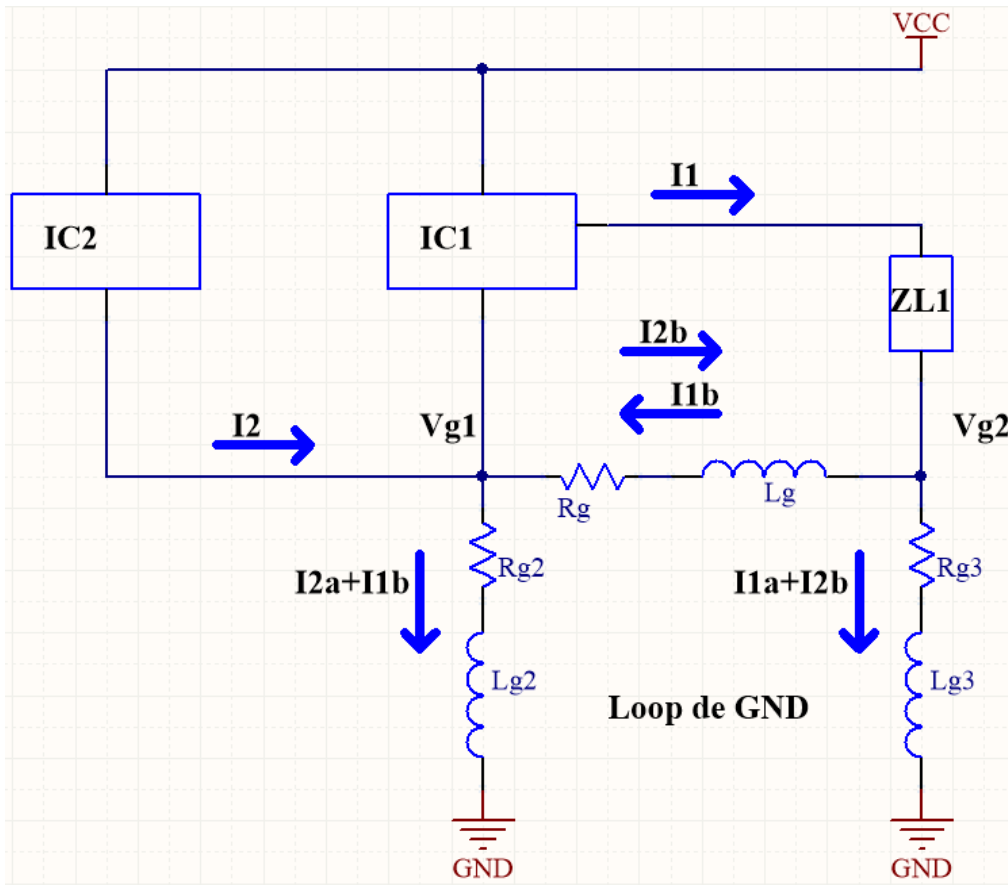 VCC
I1
IC2
IC1
ZL1
I2b
I1b
I2
Vg1
Vg2
Rg
Lg
I2a+I1b
Rg2
I1a+I2b
Rg3
Lg2
Lg3
Loop de GND
GND
GND